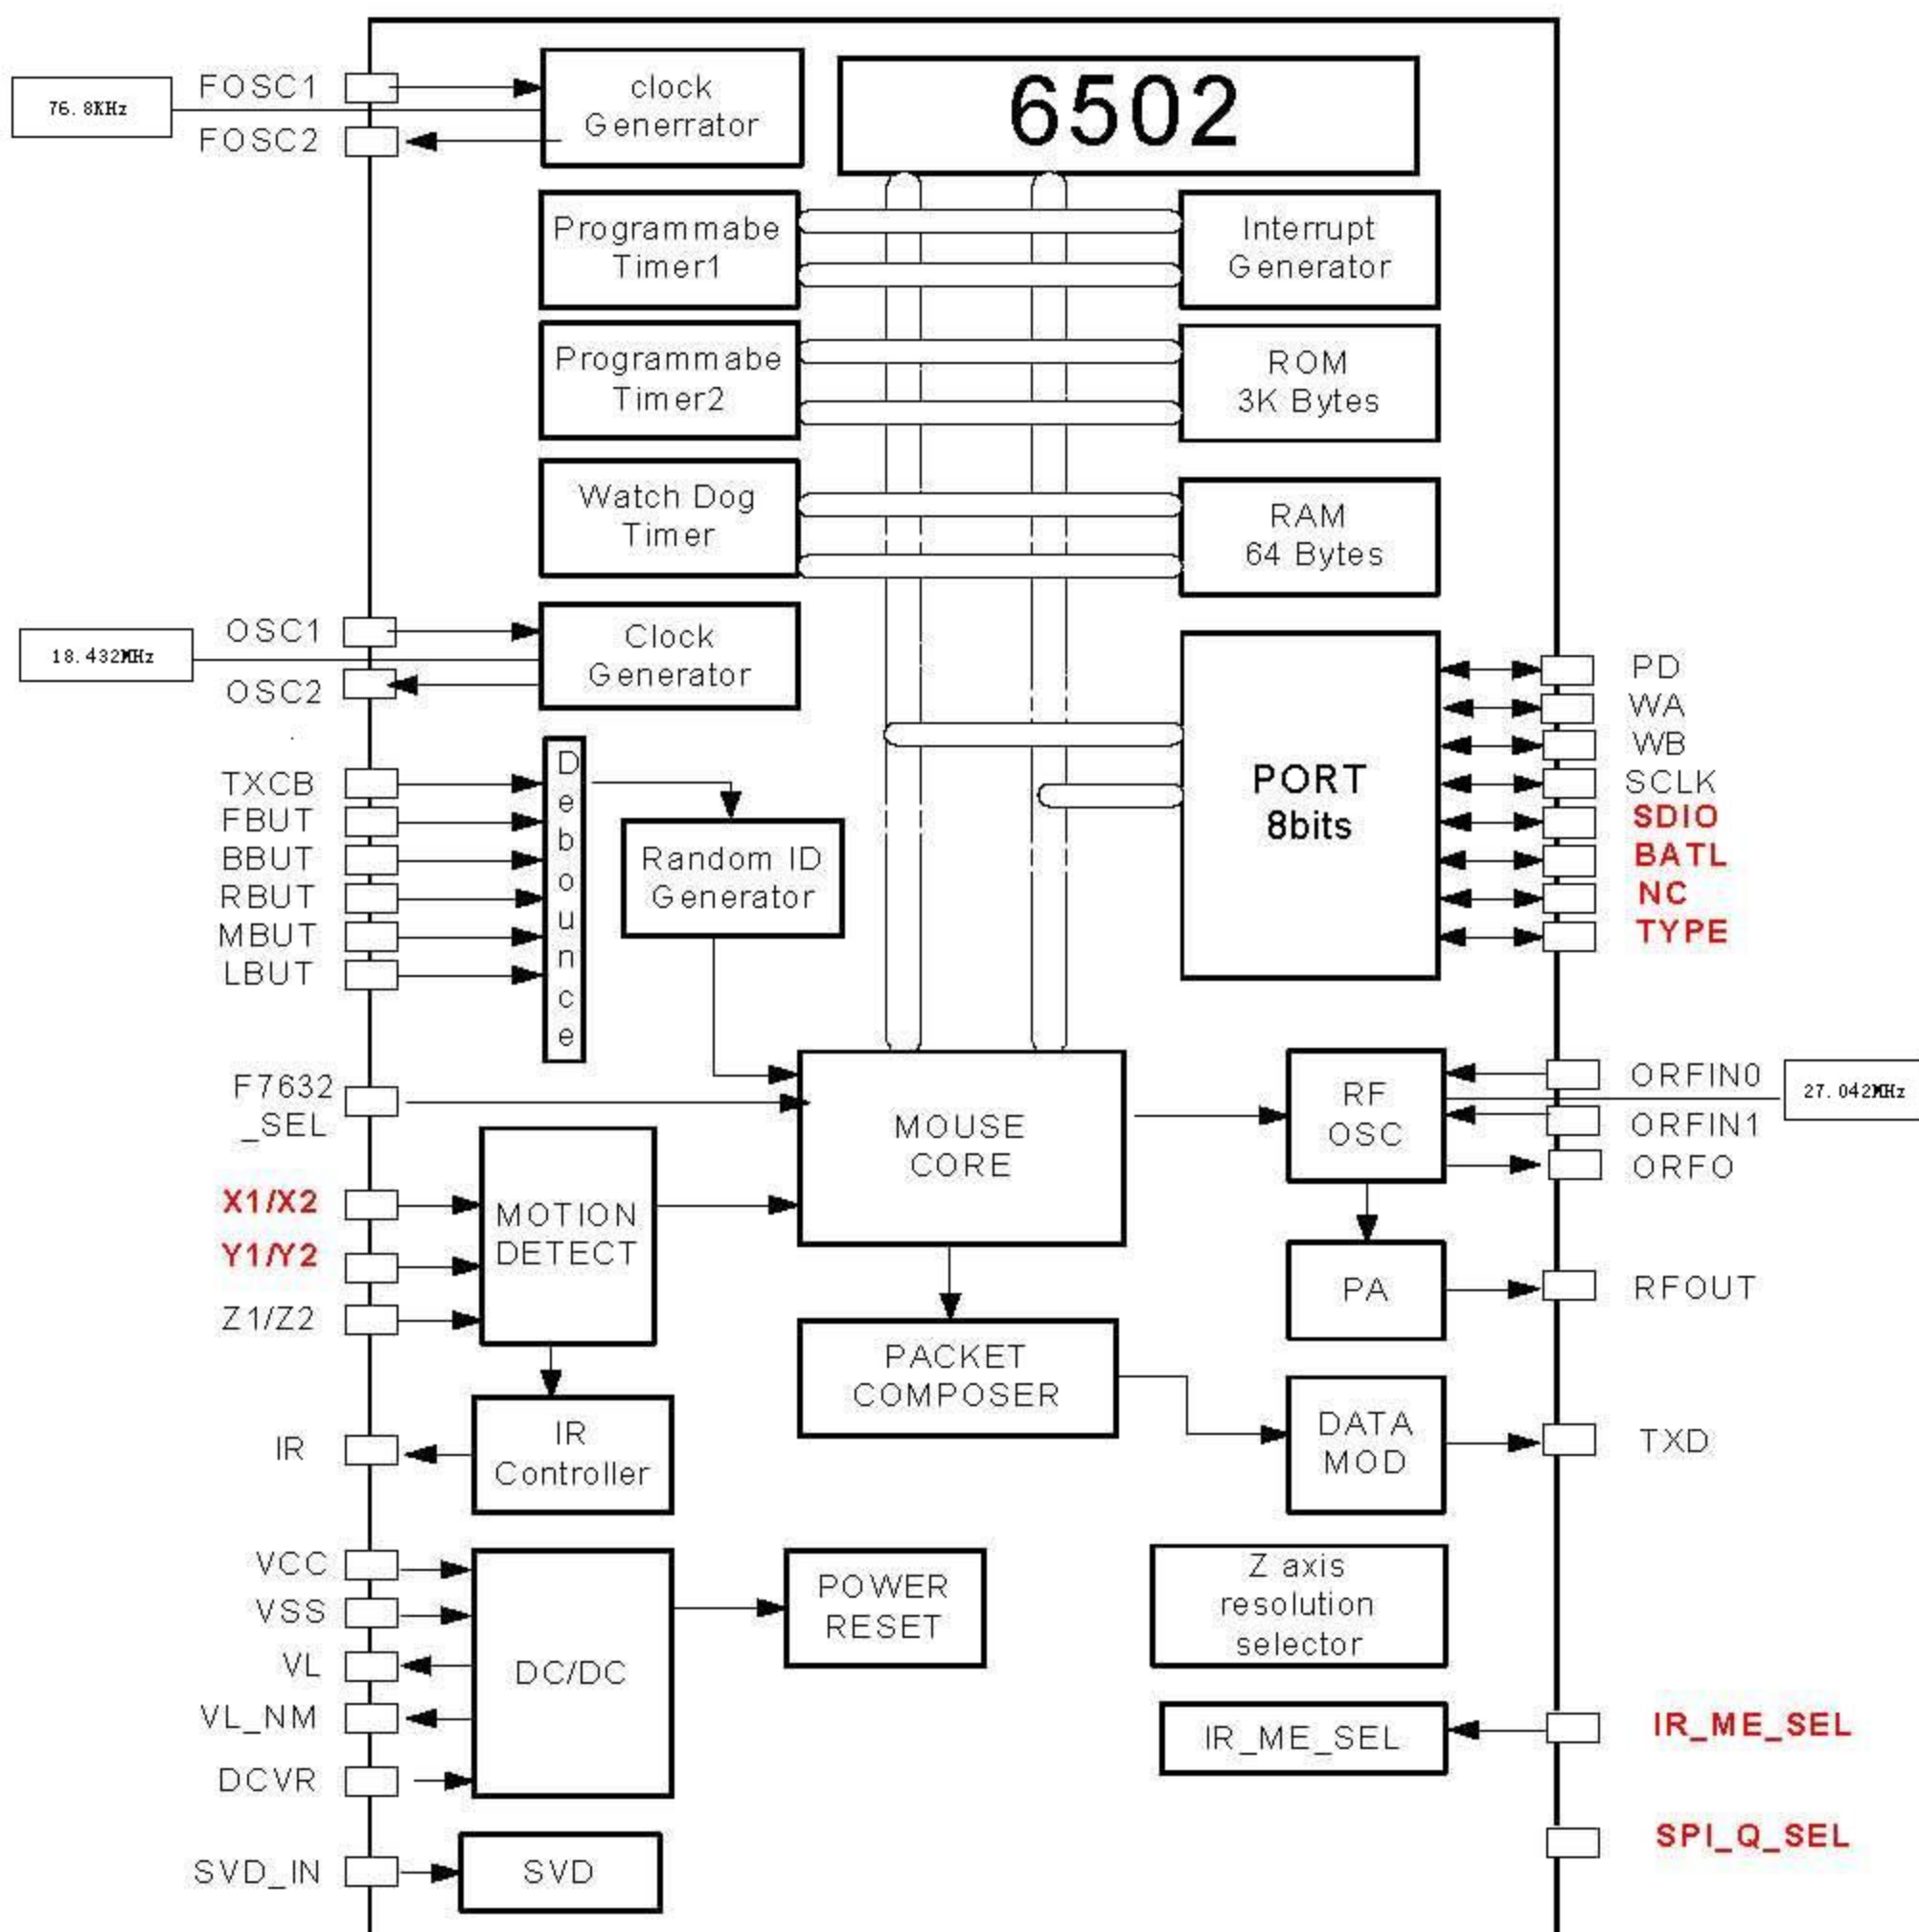 FOSC1
76.8KHz
FOSC2
clock
Generrator
6502
Programmabe
Timer1
Interrupt
Generator
Programmabe
Timer2
ROM
3K Bytes
Watch Dog
Timer
RAM
64 Bytes
OSC1
18.432MHz
OSC2
Clock
Generator
TXCB
FBUT
BBUT
RBUT
MBUT
LBUT
Debounce
Random ID
Generator
PORT
8bits
PD
WA
WB
SCLK
SDIO
BATL
NC
TYPE
F7632
_SEL
X1/X2
Y1/Y2
Z1/Z2
MOTION
DETECT
MOUSE
CORE
RF
OSC
ORFIN0
27.042MHz
ORFIN1
ORFO
PA
RFOUT
PACKET
COMPOSER
DATA
MOD
TXD
IR
IR
Controller
VCC
VSS
VL
VL_NM
DCVR
DC/DC
POWER
RESET
Z axis
resolution
selector
IR_ME_SEL
IR_ME_SEL
SPI_Q_SEL
SVD_IN
SVD